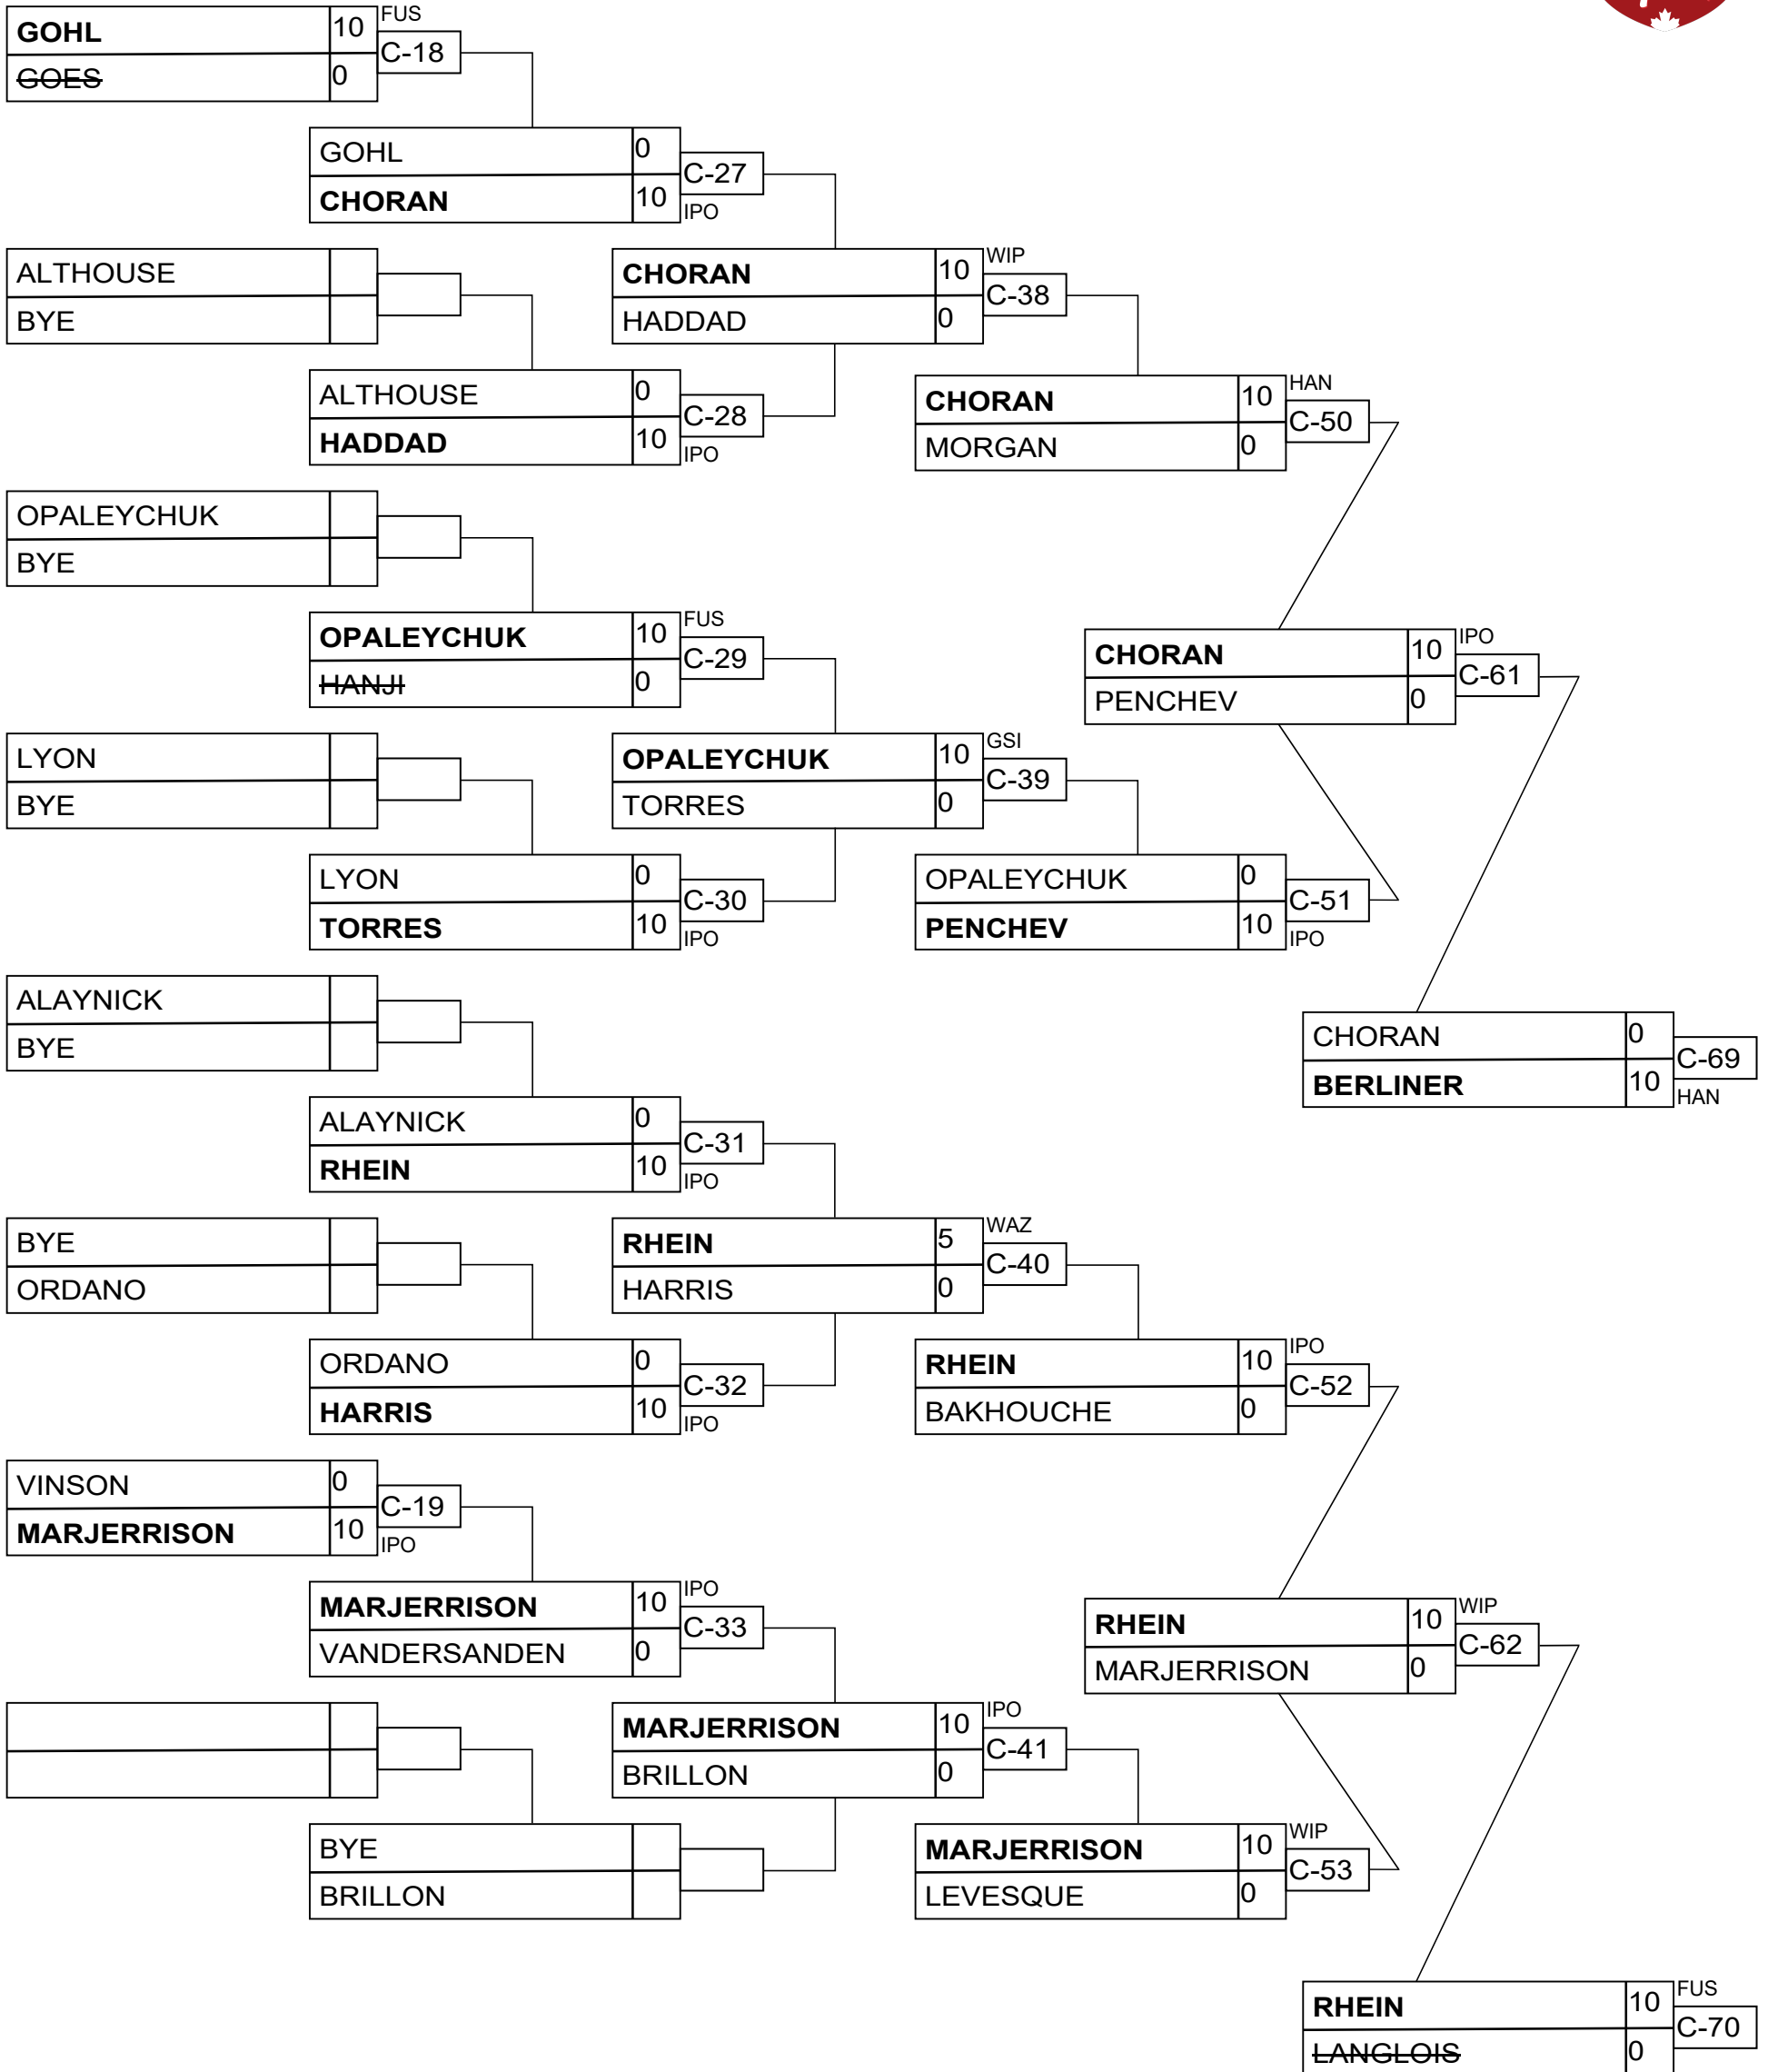 GOHL 10 FUS
C-18
GOES 0
GOHL 0
C-27
CHORAN 10 IPO
ALTHOUSE
BYE
CHORAN 10 WIP
C-38
HADDAD 0
ALTHOUSE 0
C-28
HADDAD 10 IPO
CHORAN 10 HAN
C-50
MORGAN 0
OPALEYCHUK
BYE
OPALEYCHUK 10 FUS
C-29
HANJI 0
CHORAN 10 IPO
C-61
PENCHEV 0
LYON
BYE
OPALEYCHUK 10 GSI
C-39
TORRES 0
LYON 0
C-30
TORRES 10 IPO
OPALEYCHUK 0
C-51
PENCHEV 10 IPO
ALAYNICK
BYE
CHORAN 0
C-69
BERLINER 10 HAN
ALAYNICK 0
C-31
RHEIN 10 IPO
BYE
ORDANO
RHEIN 5 WAZ
C-40
HARRIS 0
ORDANO 0
C-32
HARRIS 10 IPO
RHEIN 10 IPO
C-52
BAKHOUCHE 0
VINSON 0
C-19
MARJERRISON 10 IPO
MARJERRISON 10 IPO
C-33
VANDERSANDEN 0
RHEIN 10 WIP
C-62
MARJERRISON 0
MARJERRISON 10 IPO
C-41
BRILLON 0
BYE
BRILLON
MARJERRISON 10 WIP
C-53
LEVESQUE 0
RHEIN 10 FUS
C-70
LANGLOIS 0